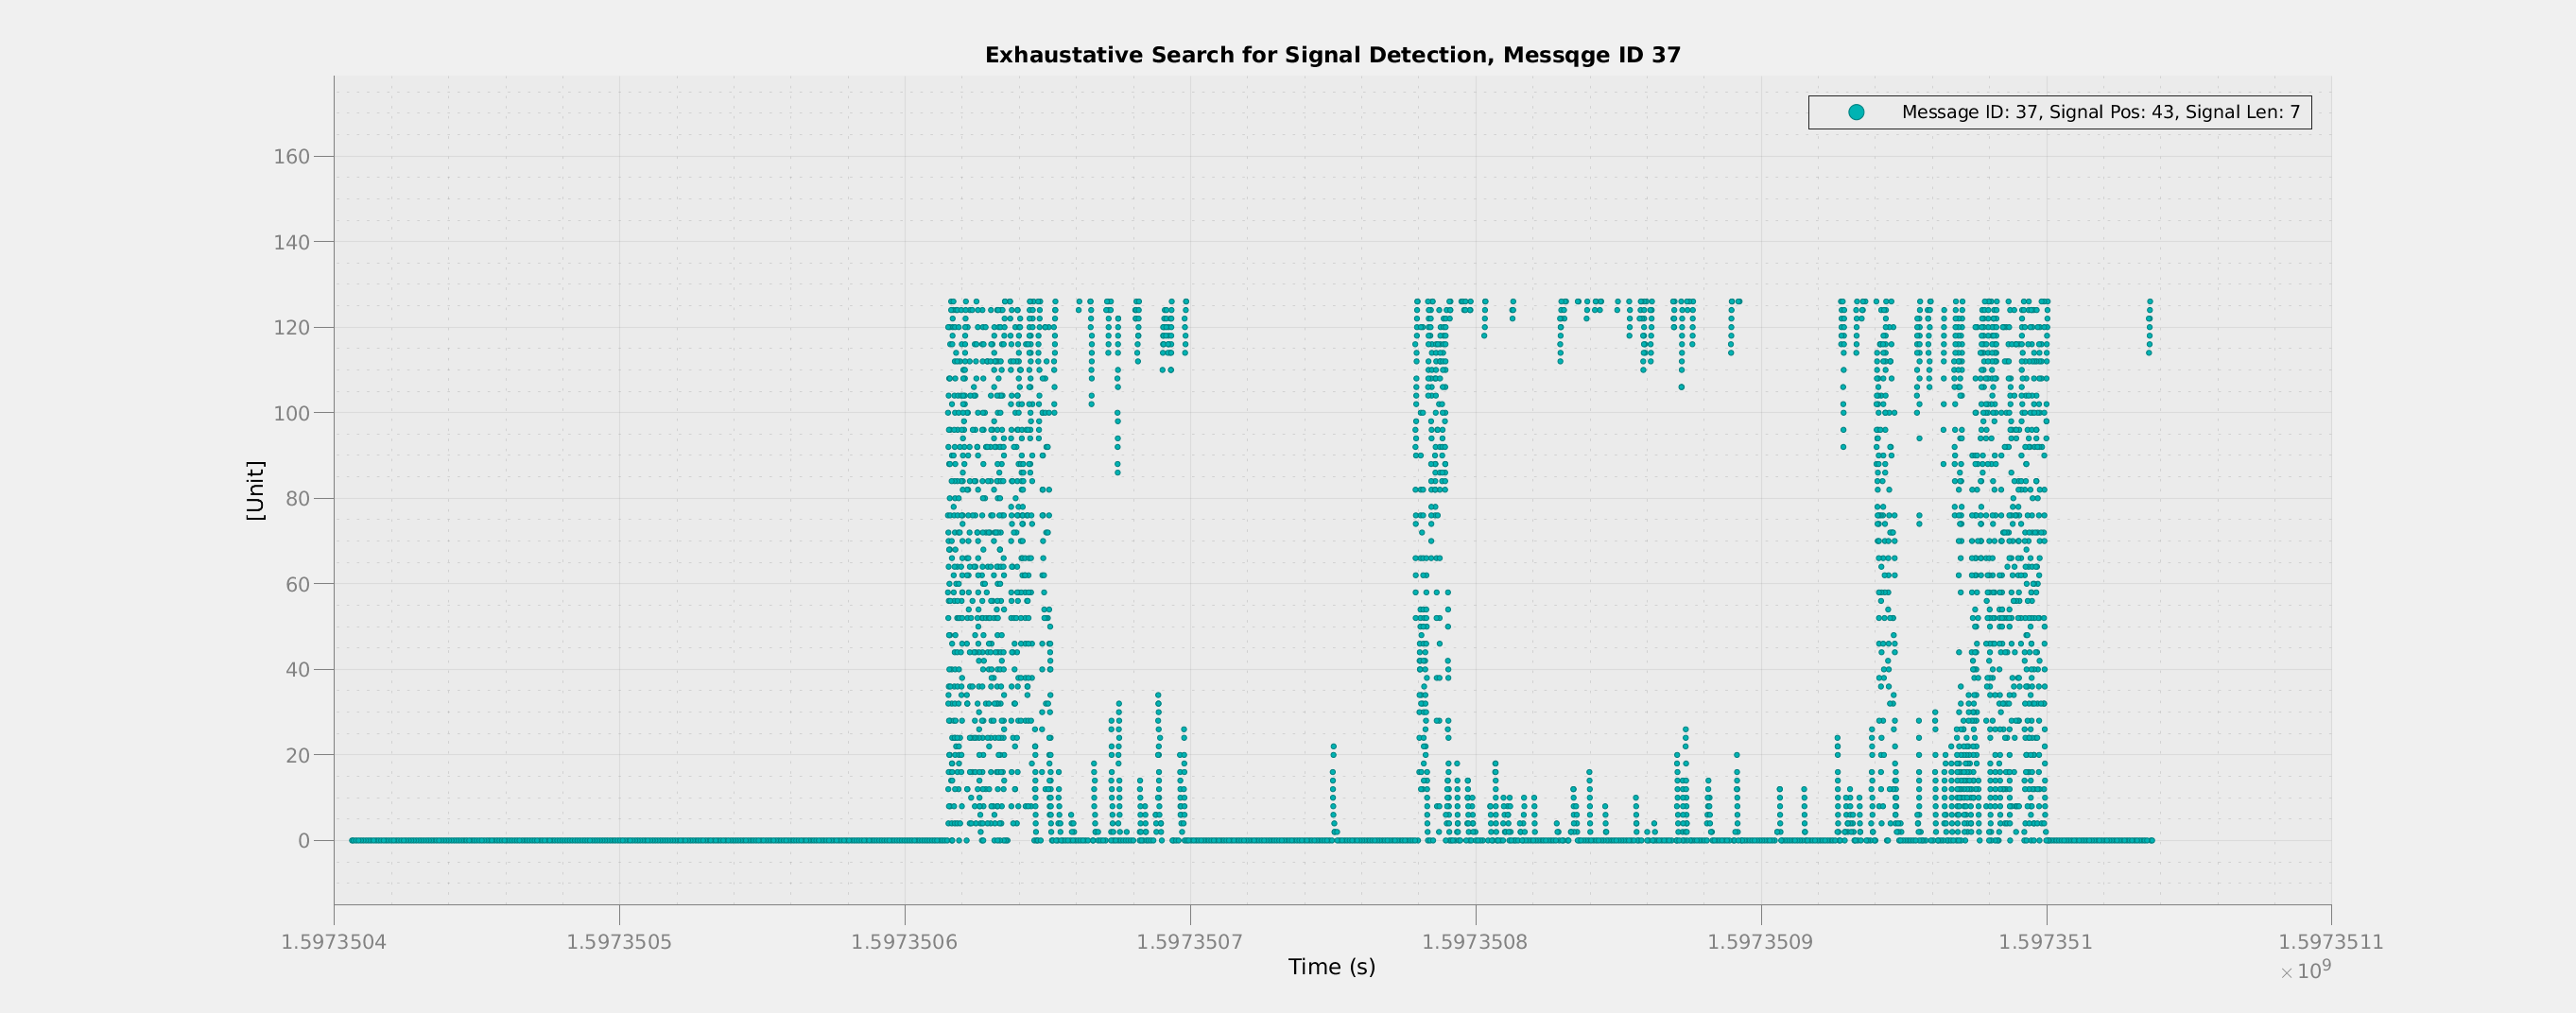 Exhaustative Search for Signal Detection, Messqge ID 37
Message ID: 37, Signal Pos: 43, Signal Len: 7
160
140
120
100
80
60
40
20
0
[Unit]
1.5973504 1.5973505 1.5973506 1.5973507 1.5973508 1.5973509 1.597351 1.5973511
Time (s)
×10⁹